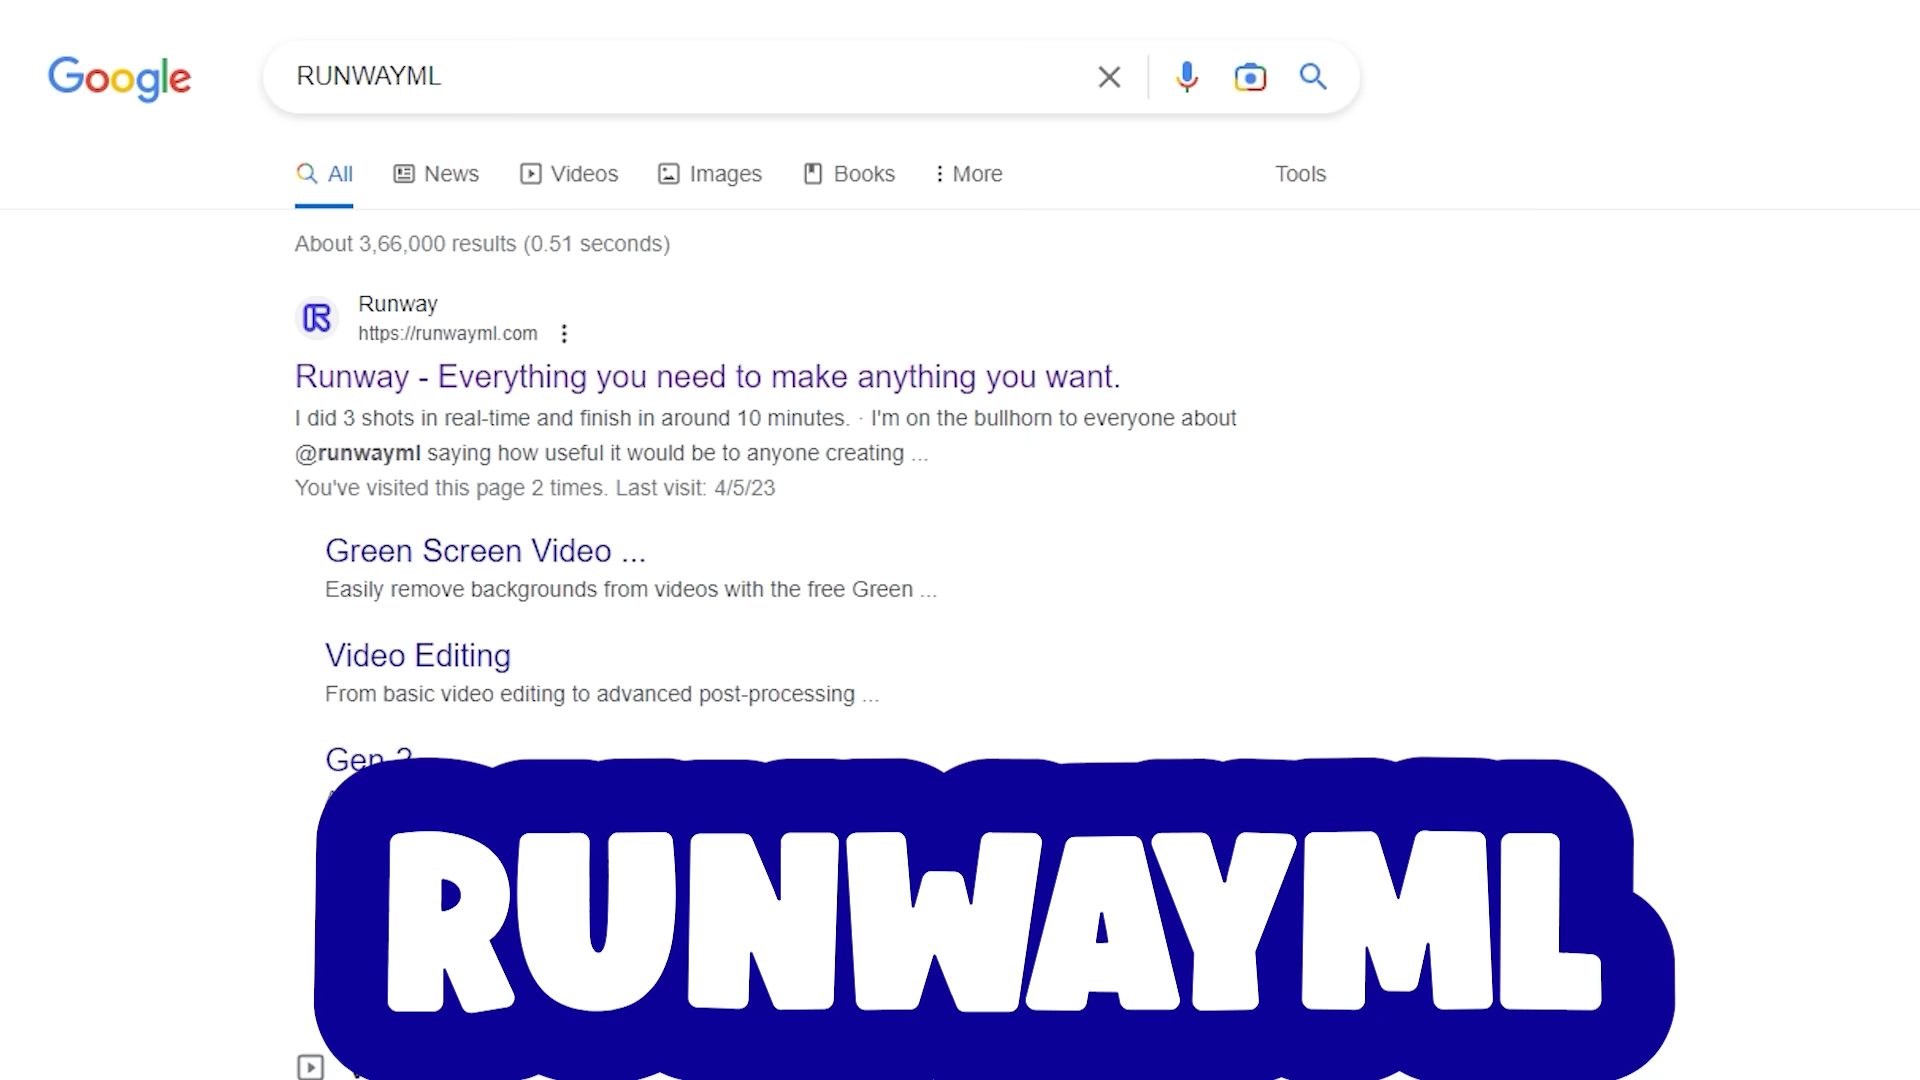 Google
RUNWAYML
All News Videos Images Books More Tools
About 3,66,000 results (0.51 seconds)
Runway
https://runwayml.com
Runway - Everything you need to make anything you want.
I did 3 shots in real-time and finish in around 10 minutes. · I'm on the bullhorn to everyone about
@runwayml saying how useful it would be to anyone creating ...
You've visited this page 2 times. Last visit: 4/5/23
Green Screen Video ...
Easily remove backgrounds from videos with the free Green ...
Video Editing
From basic video editing to advanced post-processing ...
Gen-2
RUNWAYML